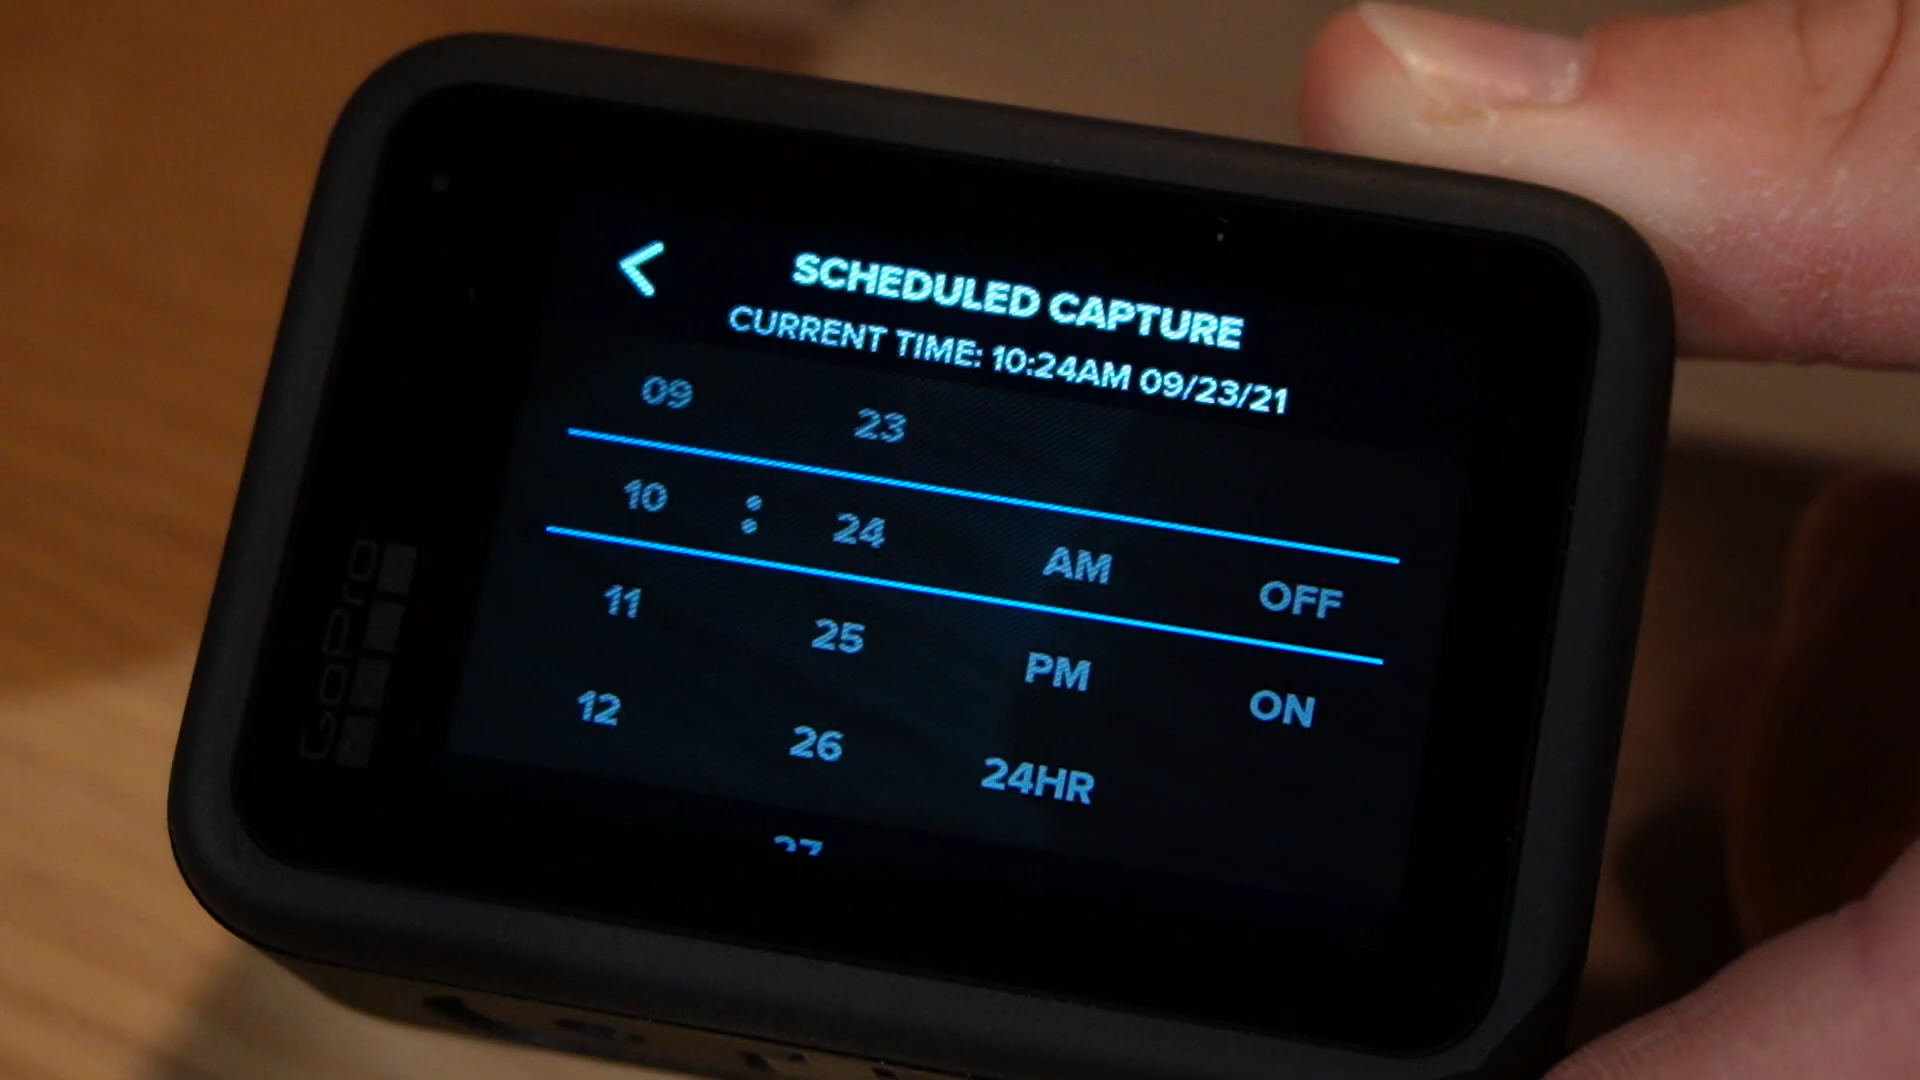 SCHEDULED CAPTURE
CURRENT TIME: 10:24AM 09/23/21
09 23
10 : 24 AM OFF
11 25 PM ON
12 26 24HR
27
GoPro